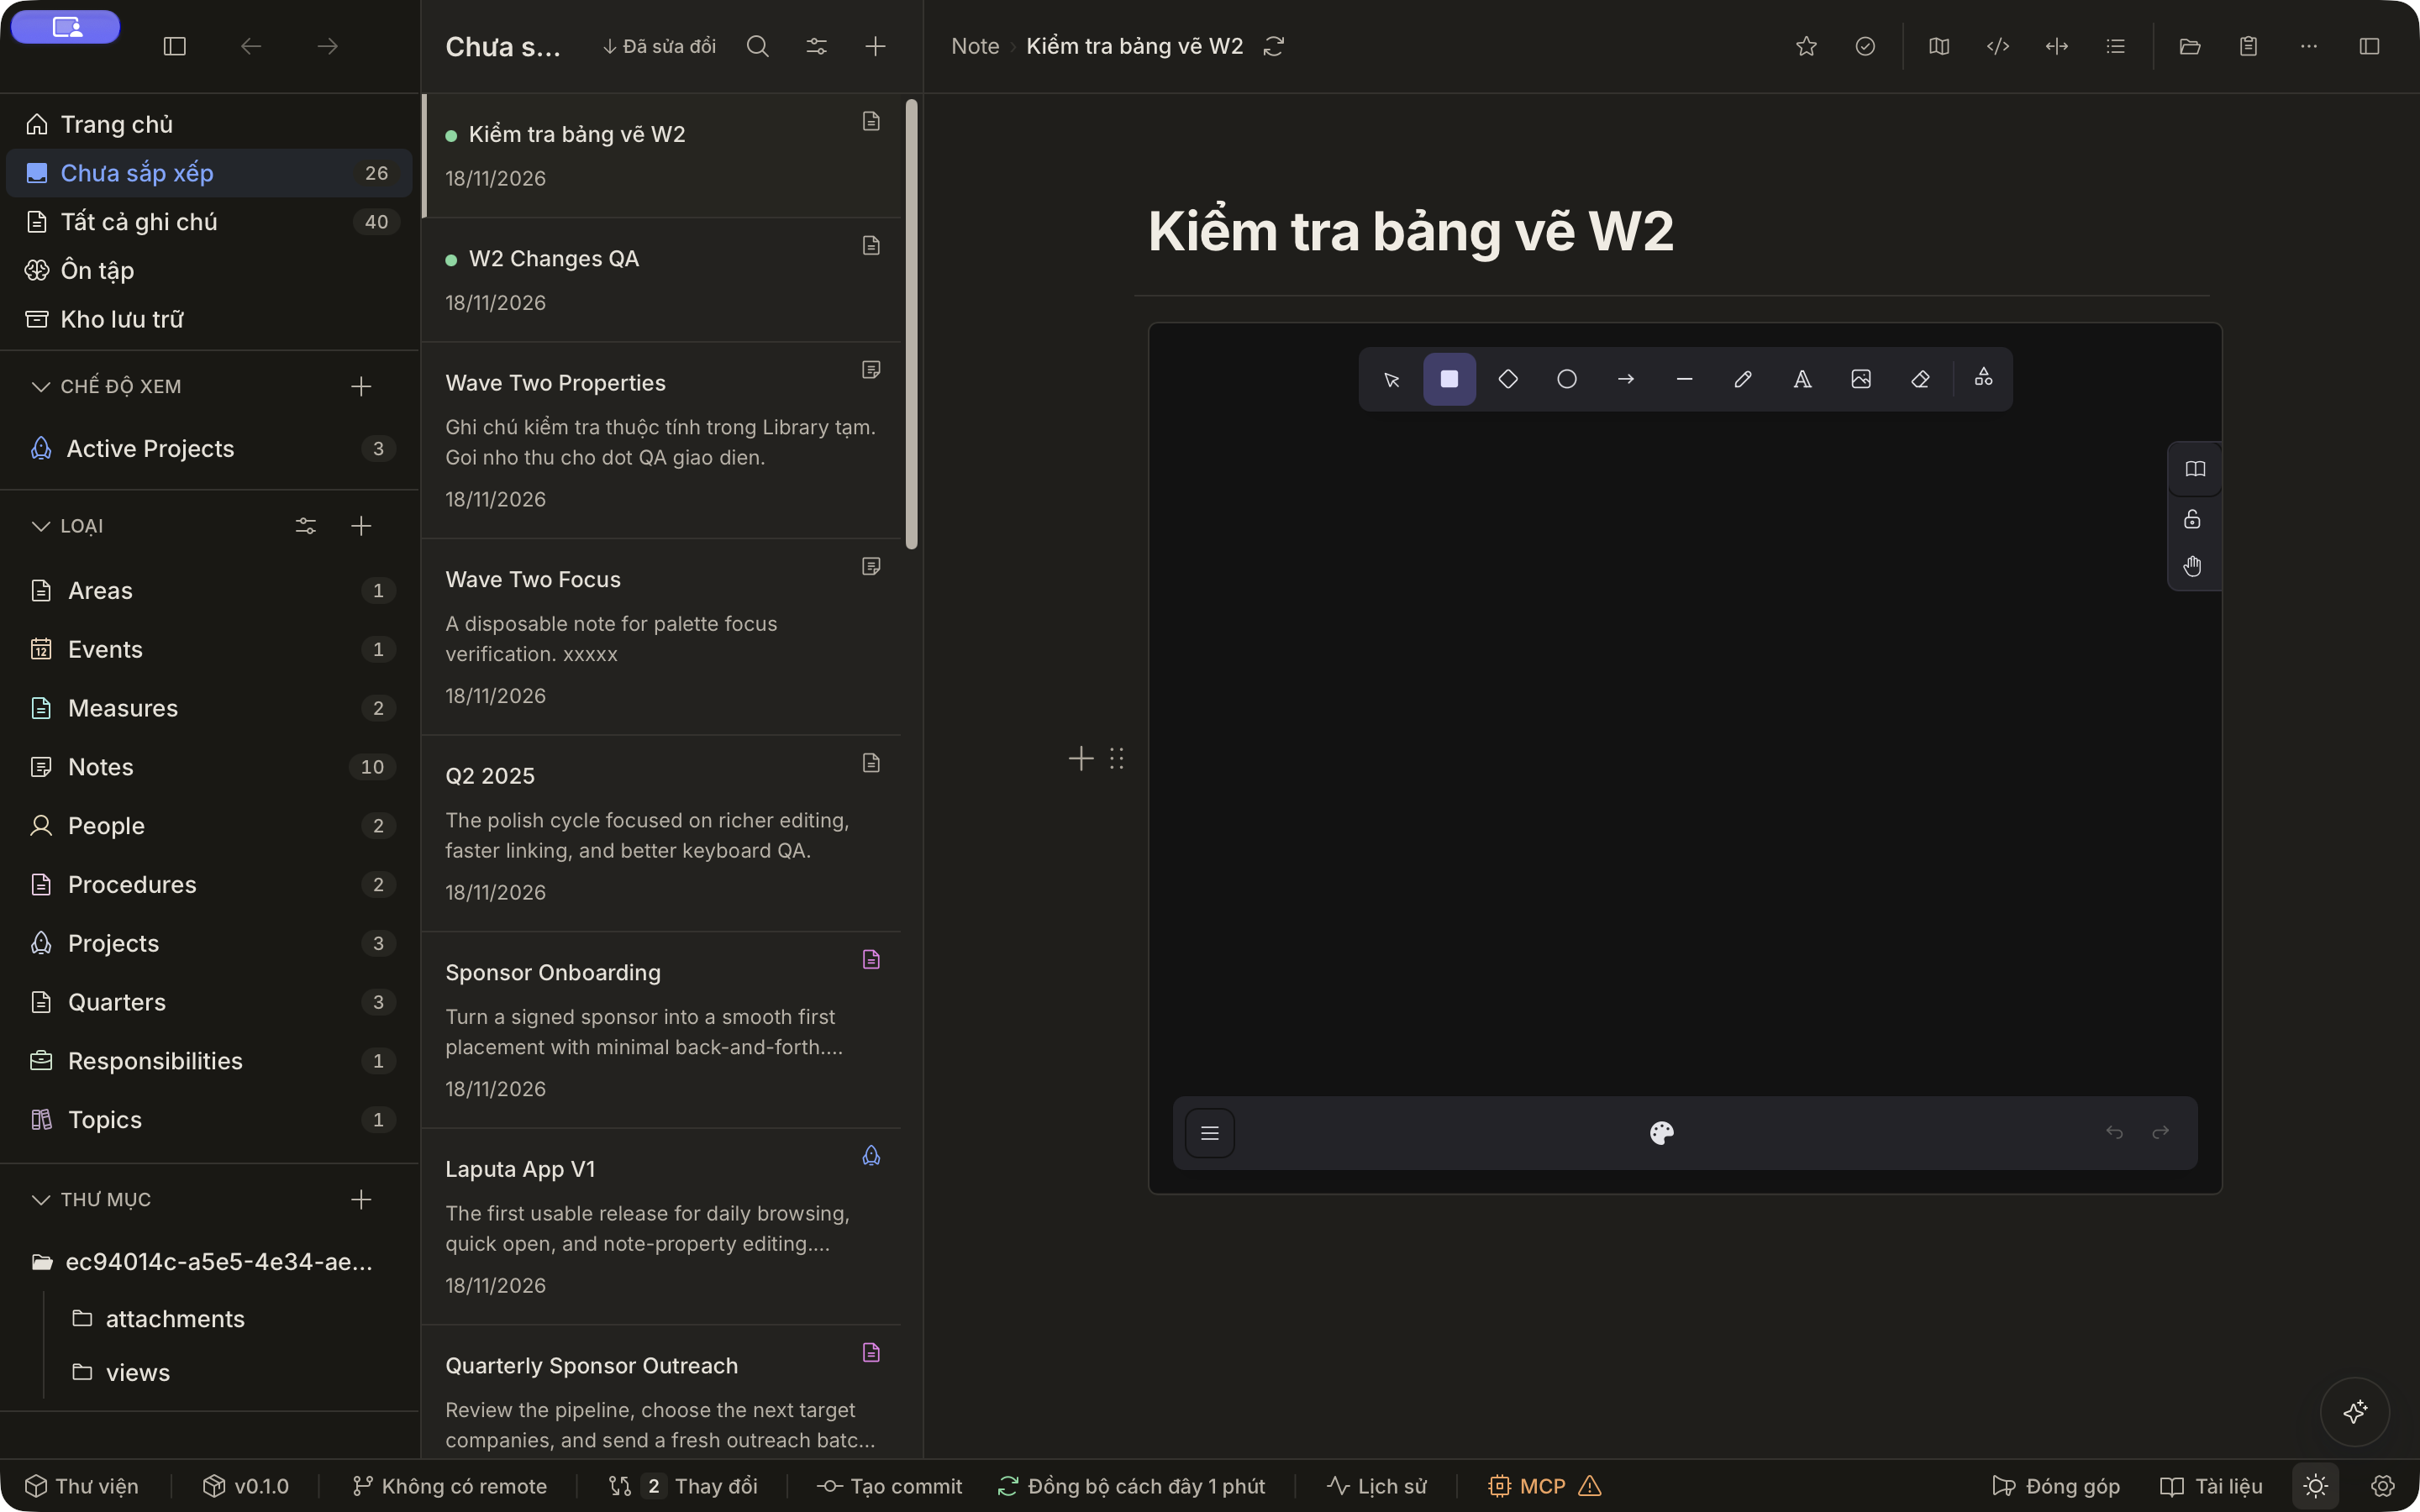 Trang chủ
Chưa sắp xếp 26
Tất cả ghi chú 40
Ôn tập
Kho lưu trữ
CHẾ ĐỘ XEM
Active Projects 3
LOẠI
Areas 1
Events 1
Measures 2
Notes 10
People 2
Procedures 2
Projects 3
Quarters 3
Responsibilities 1
Topics 1
THƯ MỤC
ec94014c-a5e5-4e34-ae...
attachments
views
Chưa s... Đã sửa đổi
Kiểm tra bảng vẽ W2
18/11/2026
W2 Changes QA
18/11/2026
Wave Two Properties
Ghi chú kiểm tra thuộc tính trong Library tạm.
Goi nho thu cho dot QA giao dien.
18/11/2026
Wave Two Focus
A disposable note for palette focus
verification. xxxxx
18/11/2026
Q2 2025
The polish cycle focused on richer editing,
faster linking, and better keyboard QA.
18/11/2026
Sponsor Onboarding
Turn a signed sponsor into a smooth first
placement with minimal back-and-forth....
18/11/2026
Laputa App V1
The first usable release for daily browsing,
quick open, and note-property editing....
18/11/2026
Quarterly Sponsor Outreach
Review the pipeline, choose the next target
companies, and send a fresh outreach batc...
Note › Kiểm tra bảng vẽ W2
Kiểm tra bảng vẽ W2
Thư viện v0.1.0 Không có remote 2 Thay đổi Tạo commit Đồng bộ cách đây 1 phút Lịch sử MCP Đóng góp Tài liệu